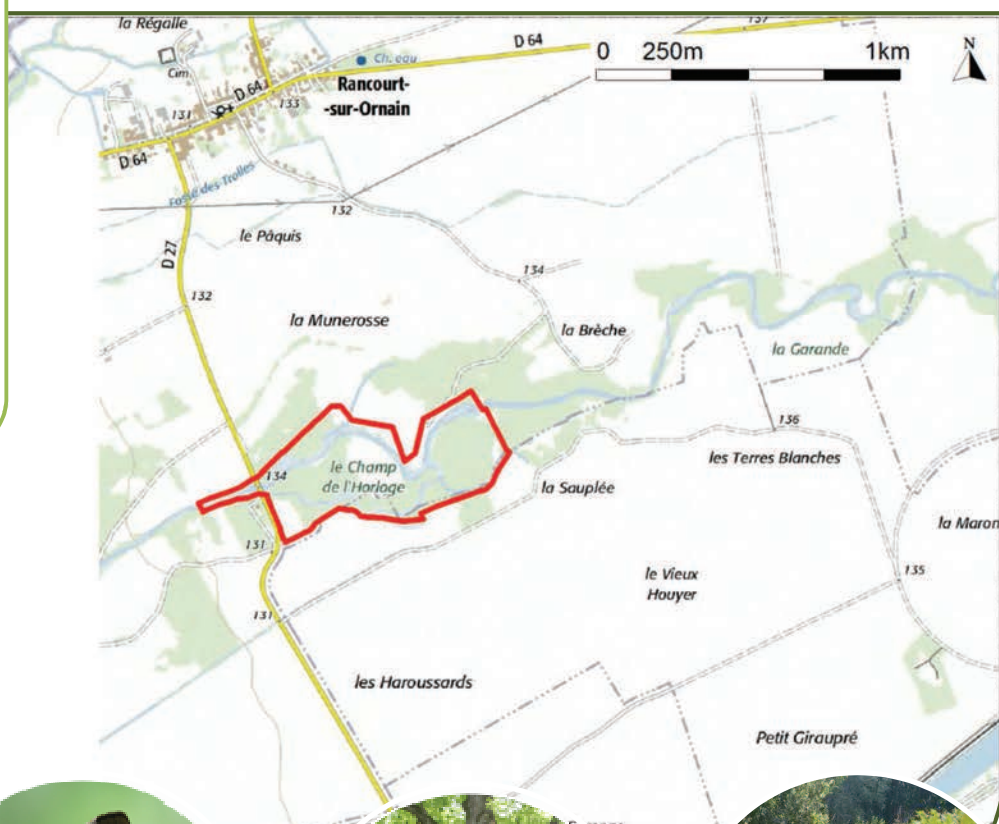 la Régalle
137
D 64
0 250m 1km
N
Ch. eau
Cim
Rancourt-
-sur-Ornain
D 64
133
131
D 64
Fossé des Trolles
132
le Pâquis
D 27
134
132
la Munerosse
la Brèche
la Garande
136
les Terres Blanches
134
le Champ
de l'Horloge
la Sauplée
la Maron
131
le Vieux
Houyer
135
131
les Haroussards
Petit Giraupré